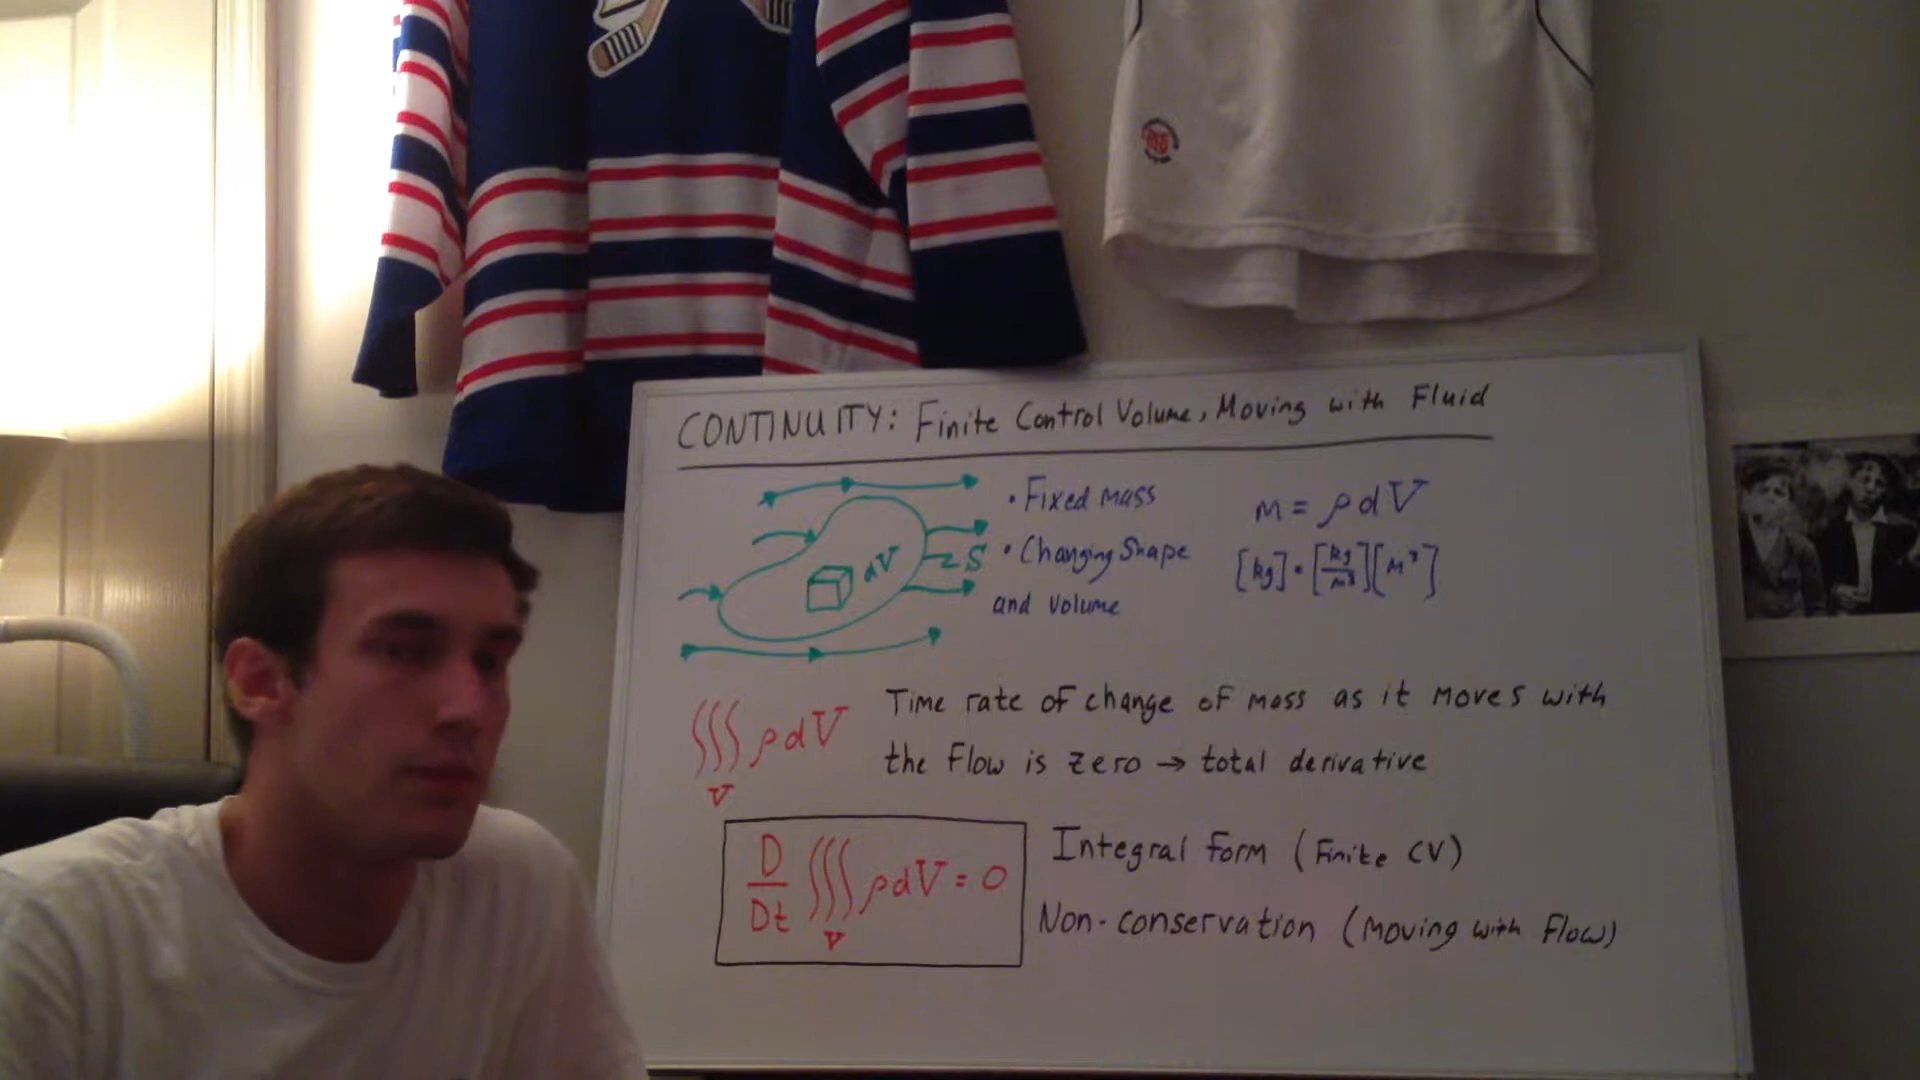 CONTINUITY: Finite Control Volume, Moving with Fluid
• Fixed mass
m = ρdV
dV
S
• Changing Shape
and volume
[kg] = [kg/m³][m³]
∭ ρdV
V
Time rate of change of mass as it moves with
the Flow is zero → total derivative
D/Dt ∭ ρdV = 0
V
Integral form (Finite CV)
Non-conservation (moving with flow)